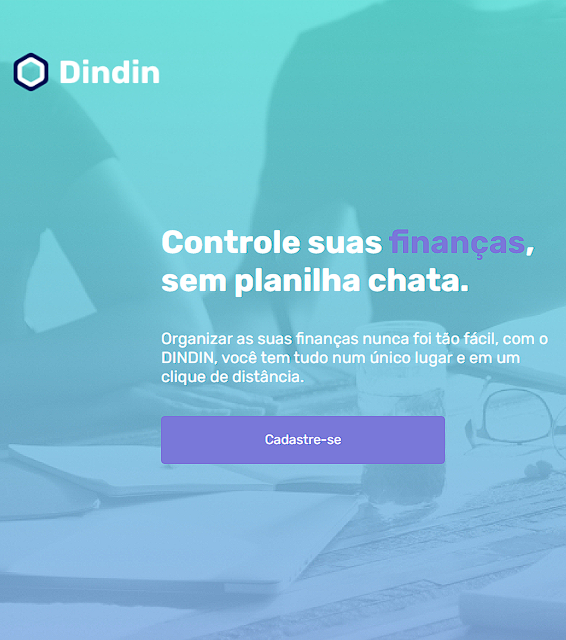 Dindin
Controle suas finanças,
sem planilha chata.
Organizar as suas finanças nunca foi tão fácil, com o
DINDIN, você tem tudo num único lugar e em um
clique de distância.
Cadastre-se